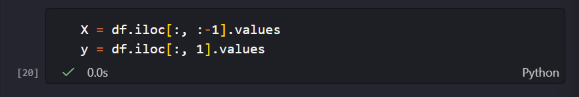 X = df.iloc[:, :-1].values
y = df.iloc[:, 1].values
[20] ✓ 0.0s Python